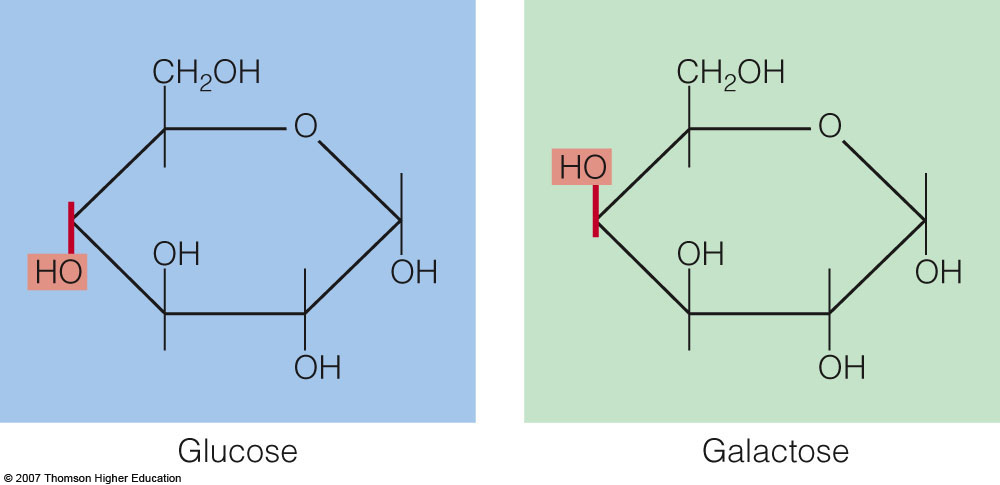 CH₂OH
O
HO
OH
OH
OH
Glucose
CH₂OH
HO
O
OH
OH
OH
Galactose
© 2007 Thomson Higher Education